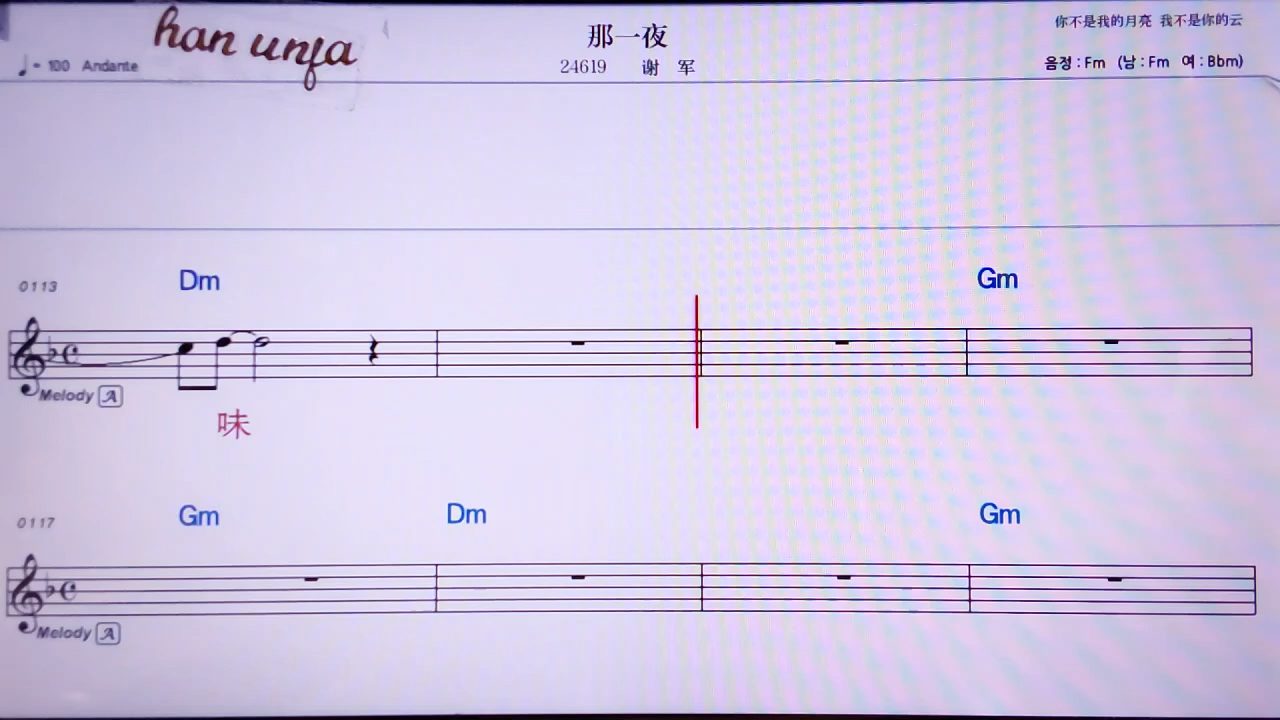 han unfa
那一夜
你不是我的月亮 我不是你的云
♩= 100 Andante
24619 谢 军
음정 : Fm (남 : Fm 여 : Bbm)
0113 Dm Gm
Melody A
味
0117 Gm Dm Gm
Melody A